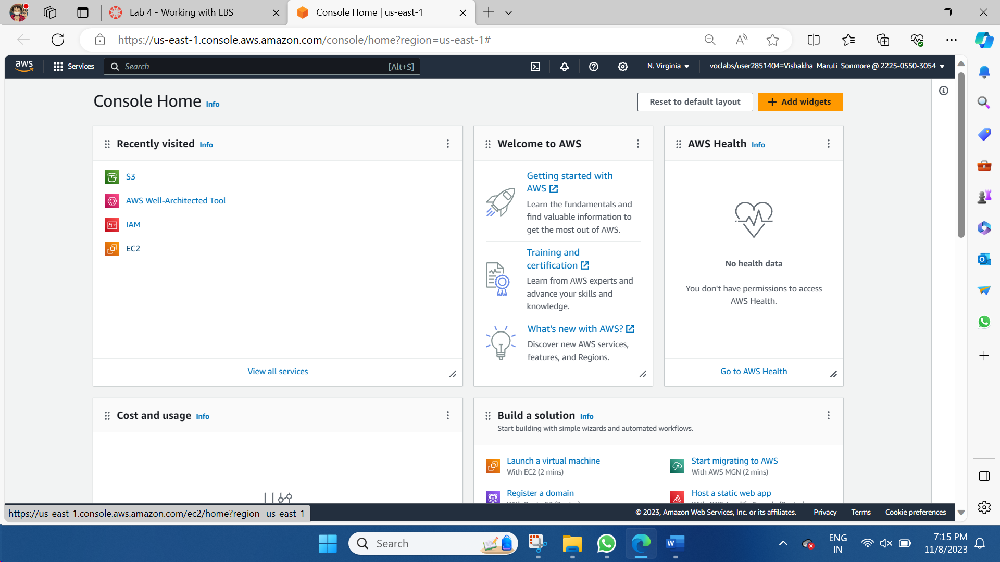 Lab 4 - Working with EBS
Console Home | us-east-1
https://us-east-1.console.aws.amazon.com/console/home?region=us-east-1#
aws
Services
Search
[Alt+S]
N. Virginia
voclabs/user2851404=Vishakha_Maruti_Sonmore @ 2225-0550-3054
Console Home Info
Reset to default layout
Add widgets
Recently visited Info
S3
AWS Well-Architected Tool
IAM
EC2
View all services
Welcome to AWS
Getting started with
AWS
Learn the fundamentals and
find valuable information to
get the most out of AWS.
Training and
certification
Learn from AWS experts and
advance your skills and
knowledge.
What's new with AWS?
Discover new AWS services,
features, and Regions.
AWS Health Info
No health data
You don't have permissions to access
AWS Health.
Go to AWS Health
Cost and usage Info
Build a solution Info
Start building with simple wizards and automated workflows.
Launch a virtual machine
With EC2 (2 mins)
Start migrating to AWS
With AWS MGN (2 mins)
Register a domain
Host a static web app
https://us-east-1.console.aws.amazon.com/ec2/home?region=us-east-1
© 2023, Amazon Web Services, Inc. or its affiliates.
Privacy
Terms
Cookie preferences
Search
ENG
IN
7:15 PM
11/8/2023